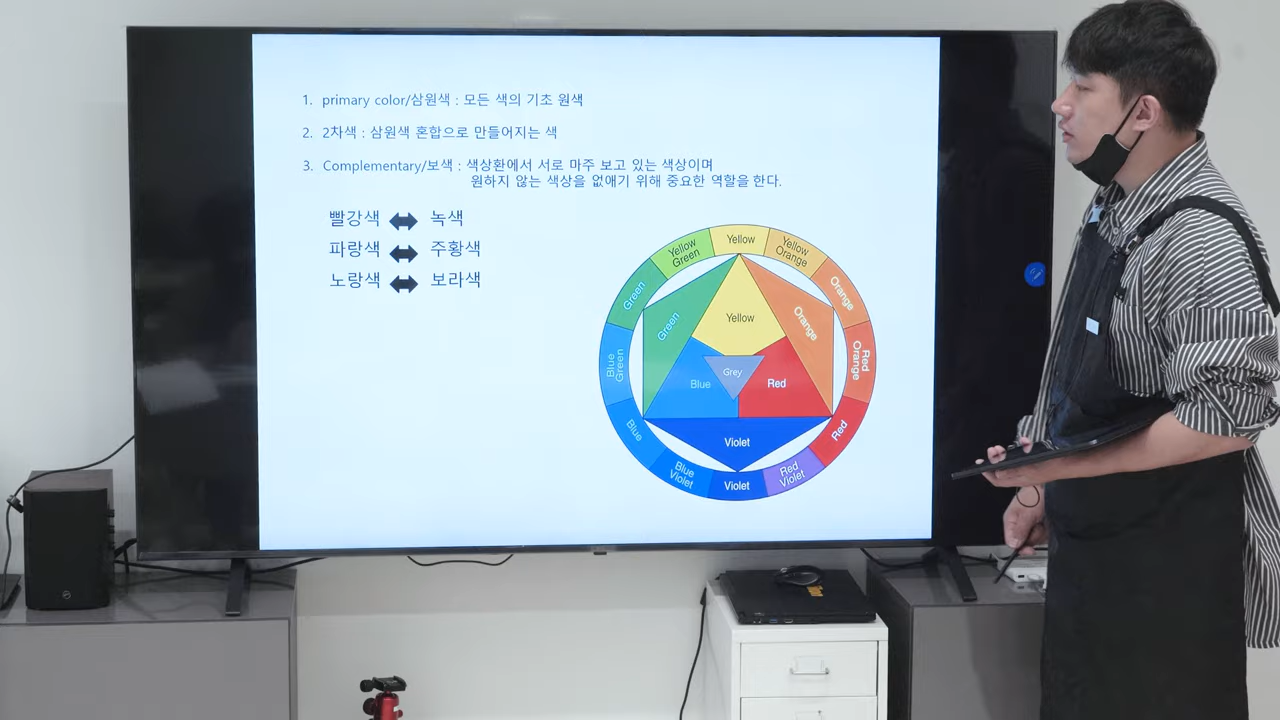 1. primary color/삼원색 : 모든 색의 기초 원색
2. 2차색 : 삼원색 혼합으로 만들어지는 색
3. Complementary/보색 : 색상환에서 서로 마주 보고 있는 색상이며
원하지 않는 색상을 없애기 위해 중요한 역할을 한다.
빨강색 ↔ 녹색
파랑색 ↔ 주황색
노랑색 ↔ 보라색
Yellow
Yellow
Orange
Orange
Red
Orange
Red
Red
Violet
Violet
Blue
Violet
Blue
Blue
Green
Green
Yellow
Green
Yellow
Orange
Green
Blue
Grey
Red
Violet